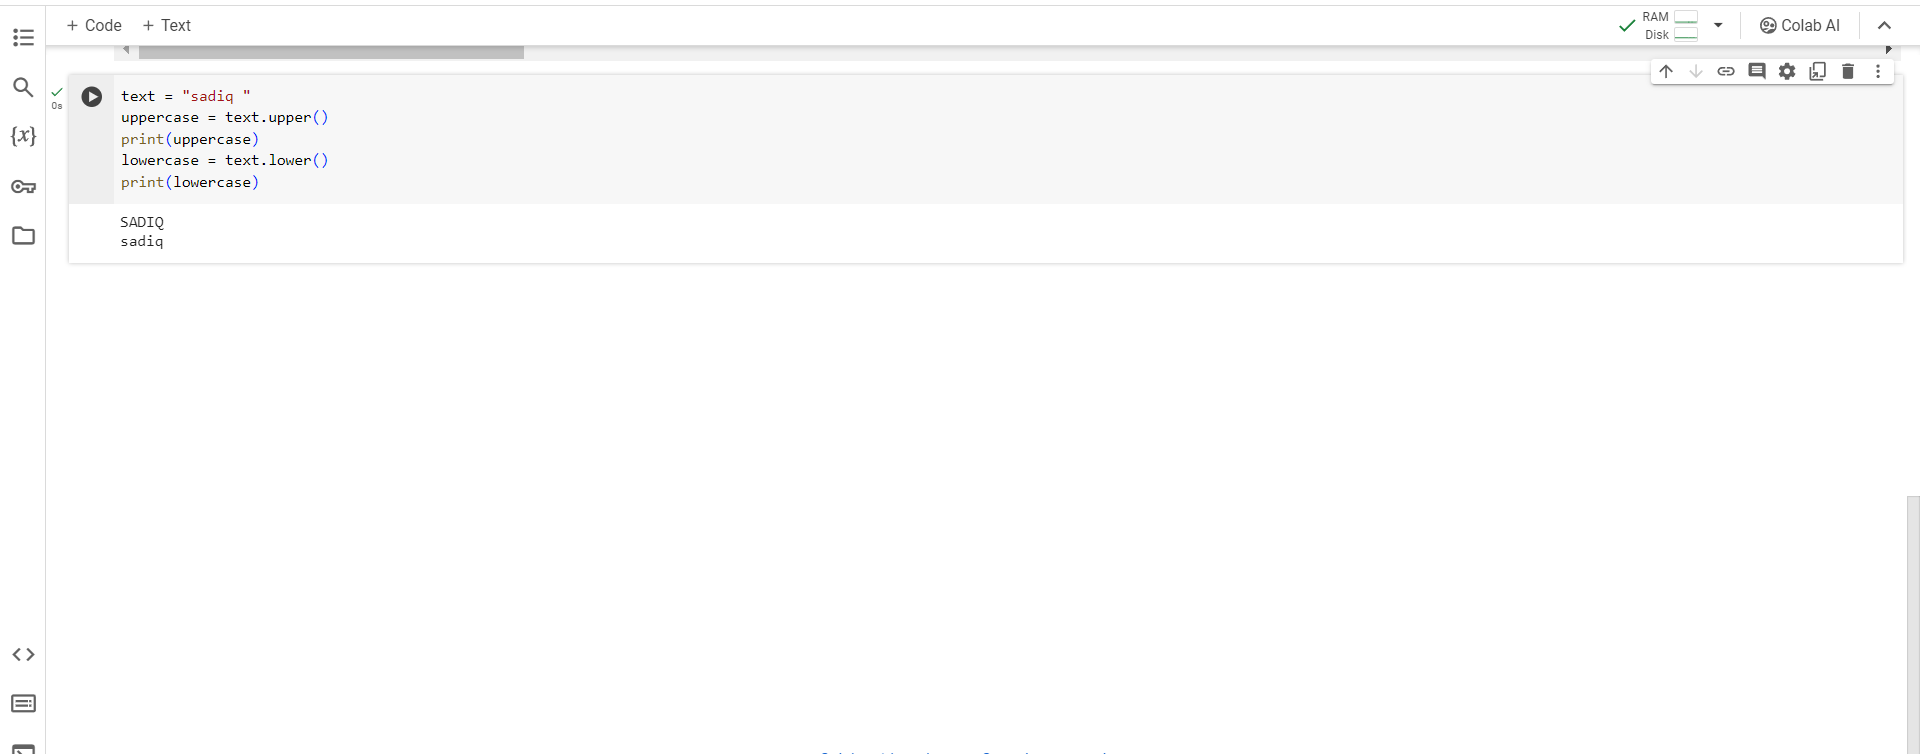 + Code + Text
RAM
Disk
Colab AI
{x}
0s
text = "sadiq "
uppercase = text.upper()
print(uppercase)
lowercase = text.lower()
print(lowercase)
SADIQ
sadiq